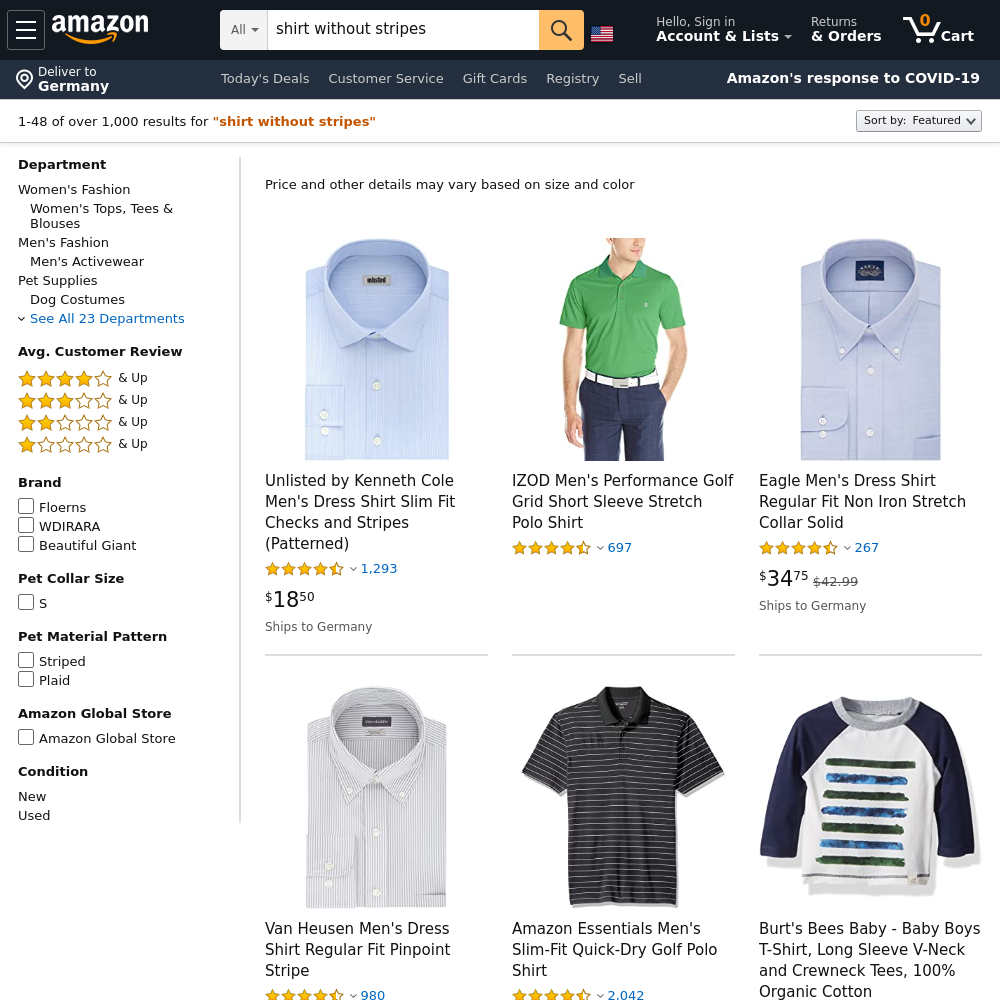 amazon
All
shirt without stripes
Hello, Sign in
Account & Lists
Returns
& Orders
0
Cart
Deliver to
Germany
Today's Deals
Customer Service
Gift Cards
Registry
Sell
Amazon's response to COVID-19
1-48 of over 1,000 results for "shirt without stripes"
Sort by: Featured
Department
Women's Fashion
Women's Tops, Tees &
Blouses
Men's Fashion
Men's Activewear
Pet Supplies
Dog Costumes
See All 23 Departments
Avg. Customer Review
& Up
& Up
& Up
& Up
Brand
Floerns
WDIRARA
Beautiful Giant
Pet Collar Size
S
Pet Material Pattern
Striped
Plaid
Amazon Global Store
Amazon Global Store
Condition
New
Used
Price and other details may vary based on size and color
unlisted
Unlisted by Kenneth Cole
Men's Dress Shirt Slim Fit
Checks and Stripes
(Patterned)
1,293
$1850
Ships to Germany
IZOD Men's Performance Golf
Grid Short Sleeve Stretch
Polo Shirt
697
Eagle Men's Dress Shirt
Regular Fit Non Iron Stretch
Collar Solid
267
$3475 $42.99
Ships to Germany
Van Heusen Men's Dress
Shirt Regular Fit Pinpoint
Stripe
980
Amazon Essentials Men's
Slim-Fit Quick-Dry Golf Polo
Shirt
2,042
Burt's Bees Baby - Baby Boys
T-Shirt, Long Sleeve V-Neck
and Crewneck Tees, 100%
Organic Cotton